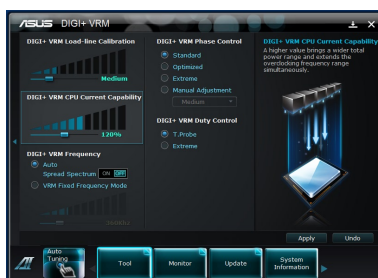 ASUS DIGI+ VRM
DIGI+ VRM Load-line Calibration
Medium
DIGI+ VRM CPU Current Capability
120%
DIGI+ VRM Frequency
Auto
Spread Spectrum ON OFF
VRM Fixed Frequency Mode
DIGI+ VRM Phase Control
Standard
Optimized
Extreme
Manual Adjustment
Medium
DIGI+ VRM Duty Control
T.Probe
Extreme
DIGI+ VRM CPU Current Capability
A higher value brings a wider total
power range and extends the
overclocking frequency range
simultaneously.
Apply Undo
Auto
Tuning
Tool
Monitor
Update
System
Information